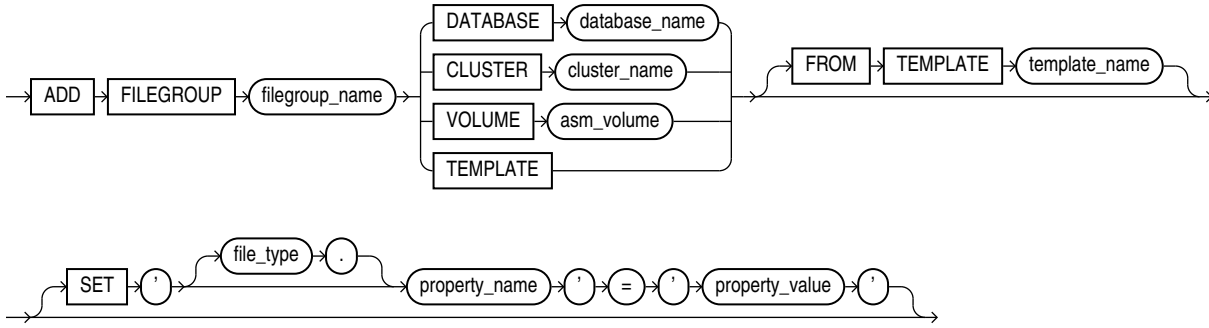 DATABASE database_name
CLUSTER cluster_name
ADD FILEGROUP filegroup_name
VOLUME asm_volume
TEMPLATE
FROM TEMPLATE template_name
file_type .
SET ’ property_name ’ = ’ property_value ’